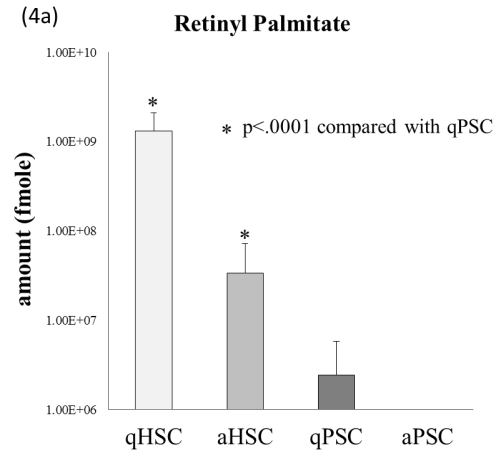 (4a)
Retinyl Palmitate
amount (fmole)
1.00E+10
1.00E+09
1.00E+08
1.00E+07
1.00E+06
*
*
* p<.0001 compared with qPSC
qHSC aHSC qPSC aPSC